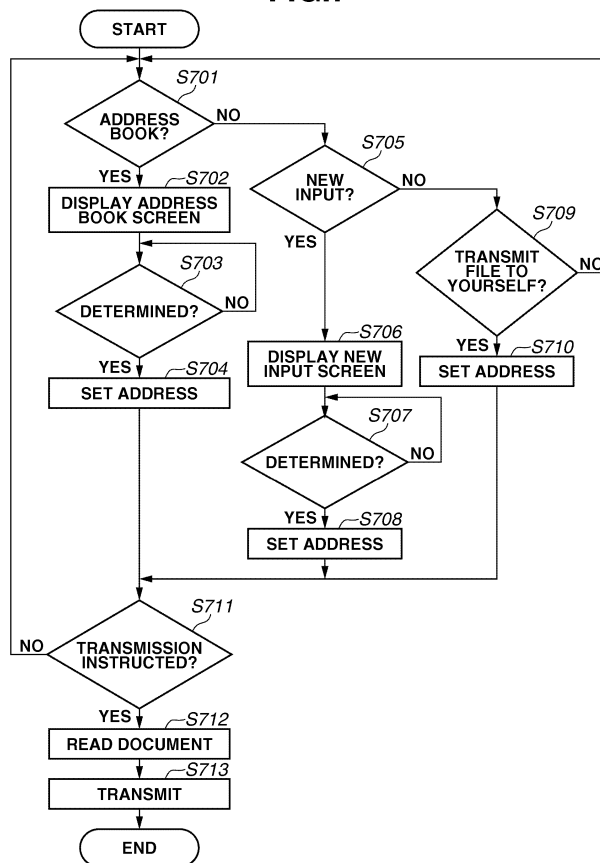 START
S701
ADDRESS
BOOK?
NO
YES
S702
DISPLAY ADDRESS
BOOK SCREEN
S703
DETERMINED?
NO
YES
S704
SET ADDRESS
S705
NEW
INPUT?
NO
YES
S706
DISPLAY NEW
INPUT SCREEN
S707
DETERMINED?
NO
YES
S708
SET ADDRESS
S709
TRANSMIT
FILE TO
YOURSELF?
NO
YES
S710
SET ADDRESS
S711
TRANSMISSION
INSTRUCTED?
NO
YES
S712
READ DOCUMENT
S713
TRANSMIT
END